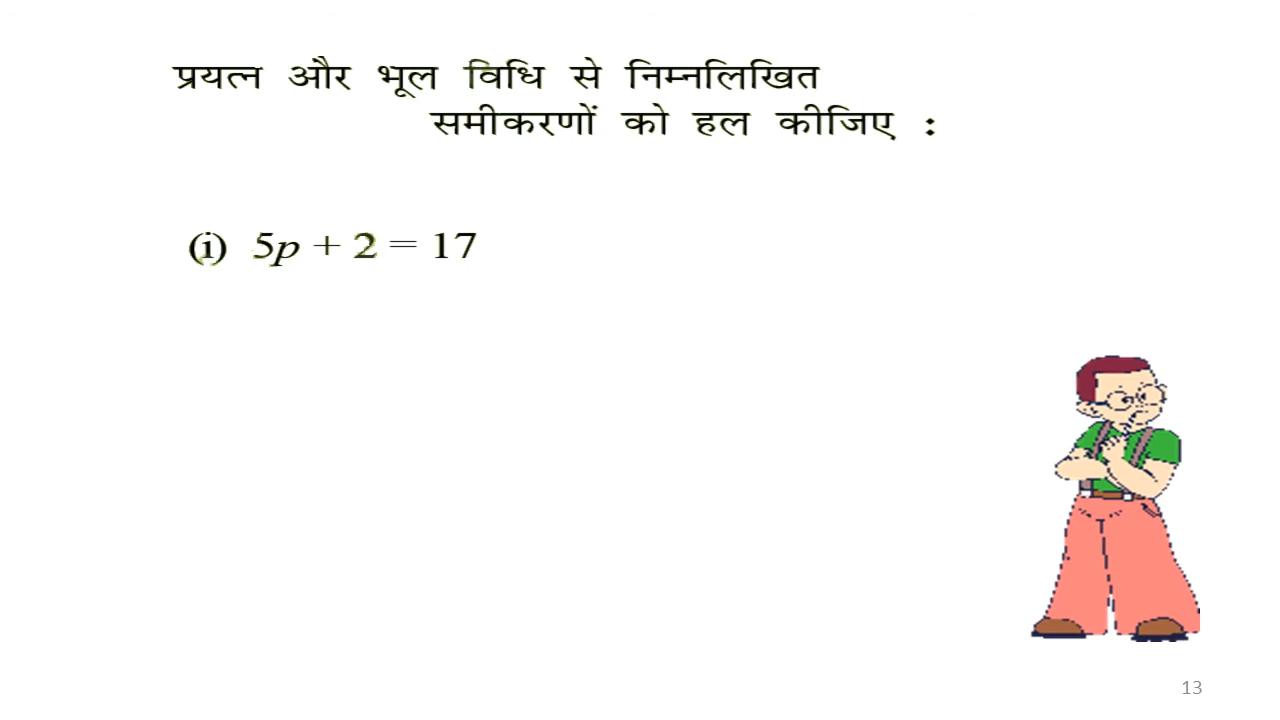 प्रयत्न और भूल विधि से निम्नलिखित
समीकरणों को हल कीजिए :
(i) 5p + 2 = 17
13